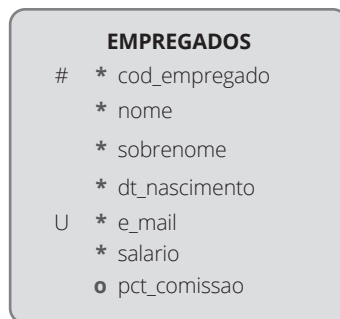 EMPREGADOS
# * cod_empregado
* nome
* sobrenome
* dt_nascimento
U * e_mail
* salario
o pct_comissao